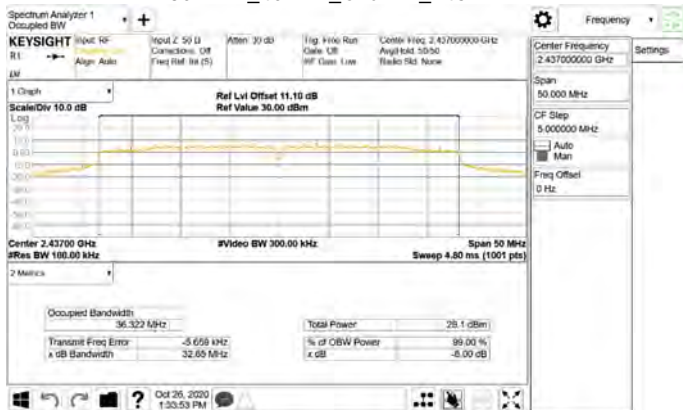 Spectrum Analyzer 1
Occupied BW
+
Frequency
KEYSIGHT
Input: RF
Input Z: 50 Ω
Atten: 30 dB
Trig: Free Run
Center Freq: 2.437000000 GHz
Settings
Corrections: Off
Gate: Off
Avg|Hold: 50/50
Align: Auto
Freq Ref: Int (S)
#IF Gain: Low
Radio Std: None
Center Frequency
2.437000000 GHz
Span
50.000 MHz
CF Step
5.000000 MHz
Auto
Man
Freq Offset
0 Hz
1 Graph
Ref Lvl Offset 11.10 dB
Scale/Div 10.0 dB
Ref Value 30.00 dBm
Log
Center 2.43700 GHz
#Video BW 300.00 kHz
Span 50 MHz
#Res BW 100.00 kHz
Sweep 4.80 ms (1001 pts)
2 Metrics
Occupied Bandwidth
36.322 MHz
Total Power
28.1 dBm
Transmit Freq Error
-5.659 kHz
% of OBW Power
99.00 %
x dB Bandwidth
32.65 MHz
x dB
-6.00 dB
?
Oct 26, 2020
1:33:53 PM